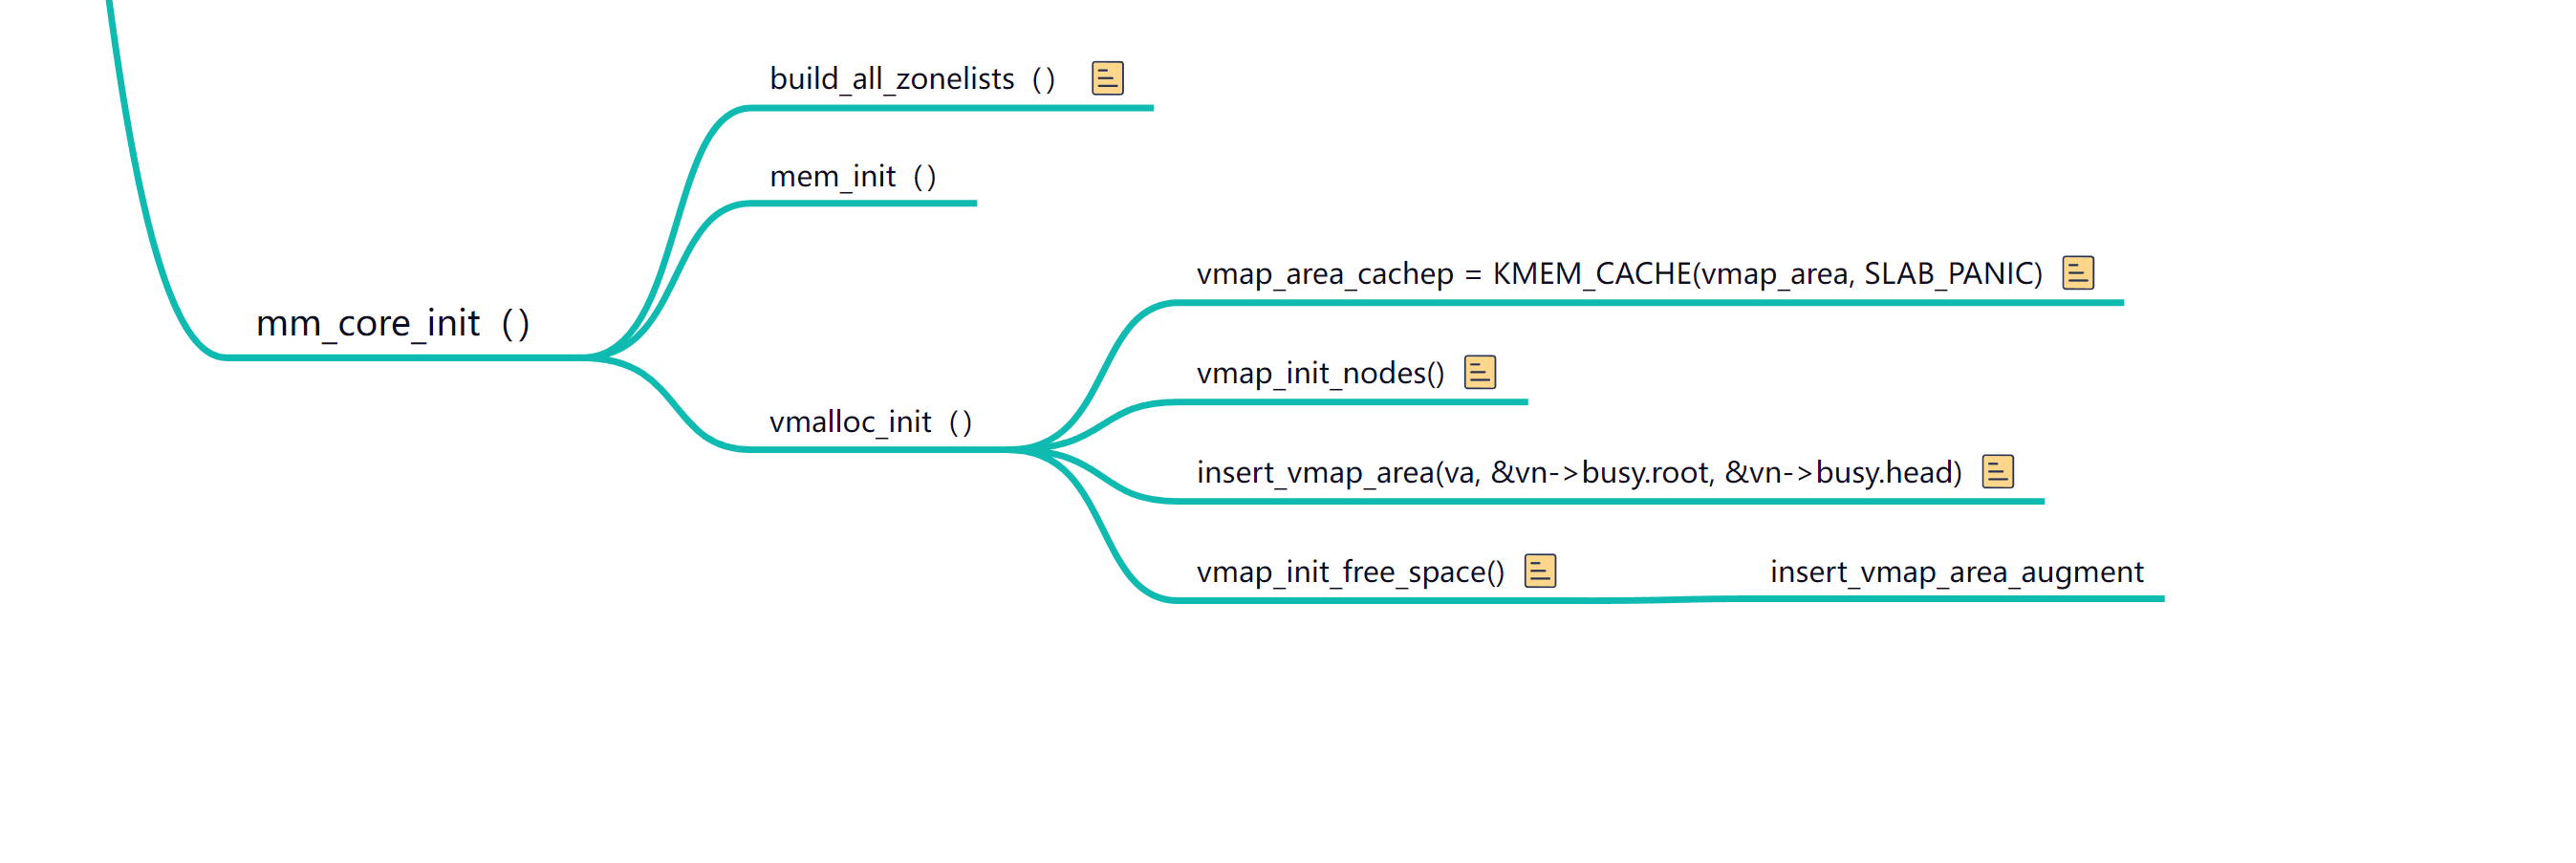 build_all_zonelists（）
mem_init（）
mm_core_init（）
vmalloc_init（）
vmap_area_cachep = KMEM_CACHE(vmap_area, SLAB_PANIC)
vmap_init_nodes()
insert_vmap_area(va, &vn->busy.root, &vn->busy.head)
vmap_init_free_space()
insert_vmap_area_augment